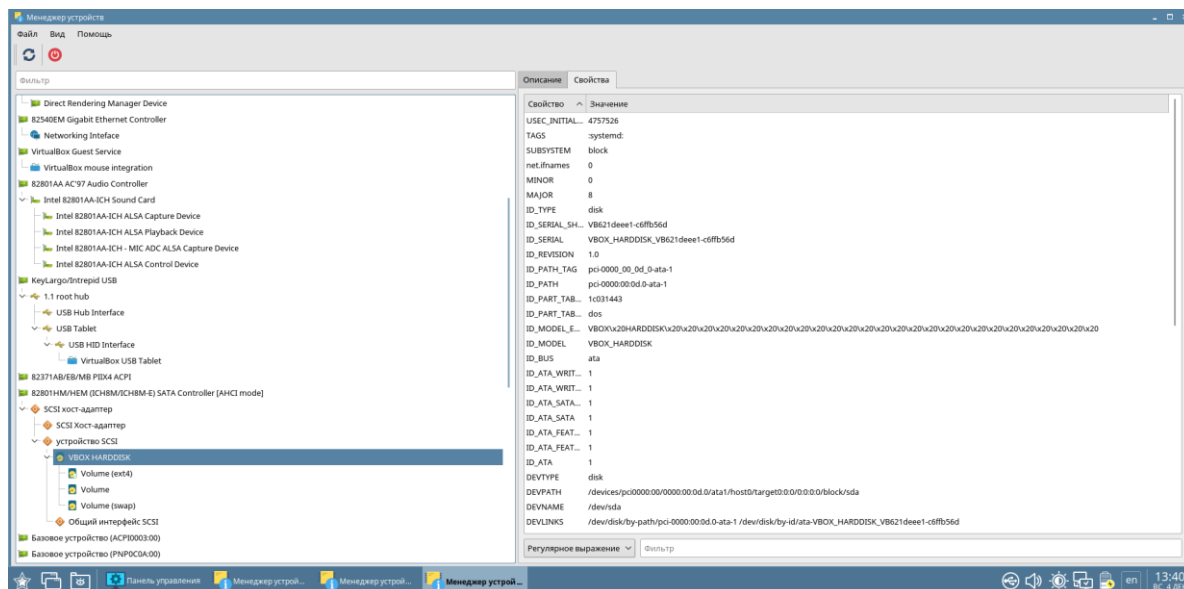 Менеджер устройств
Файл Вид Помощь
Фильтр
Direct Rendering Manager Device
82540EM Gigabit Ethernet Controller
Networking Inteface
VirtualBox Guest Service
VirtualBox mouse integration
82801AA AC'97 Audio Controller
Intel 82801AA-ICH Sound Card
Intel 82801AA-ICH ALSA Capture Device
Intel 82801AA-ICH ALSA Playback Device
Intel 82801AA-ICH - MIC ADC ALSA Capture Device
Intel 82801AA-ICH ALSA Control Device
KeyLargo/Intrepid USB
1.1 root hub
USB Hub Interface
USB Tablet
USB HID Interface
VirtualBox USB Tablet
82371AB/EB/MB PIIX4 ACPI
82801HM/HEM (ICH8M/ICH8M-E) SATA Controller [AHCI mode]
SCSI хост-адаптер
SCSI Хост-адаптер
устройство SCSI
VBOX HARDDISK
Volume (ext4)
Volume
Volume (swap)
Общий интерфейс SCSI
Базовое устройство (ACPI0003:00)
Базовое устройство (PNP0C0A:00)
Описание Свойства
Свойство Значение
USEC_INITIAL... 4757526
TAGS :systemd:
SUBSYSTEM block
net.ifnames 0
MINOR 0
MAJOR 8
ID_TYPE disk
ID_SERIAL_SH... VB621deee1-c6ffb56d
ID_SERIAL VBOX_HARDDISK_VB621deee1-c6ffb56d
ID_REVISION 1.0
ID_PATH_TAG pci-0000_00_0d_0-ata-1
ID_PATH pci-0000:00:0d.0-ata-1
ID_PART_TAB... 1c031443
ID_PART_TAB... dos
ID_MODEL_E... VBOX\x20HARDDISK\x20\x20\x20\x20\x20\x20\x20\x20\x20\x20\x20\x20\x20\x20\x20\x20\x20\x20\x20\x20\x20\x20\x20\x20\x20\x20\x20
ID_MODEL VBOX_HARDDISK
ID_BUS ata
ID_ATA_WRIT... 1
ID_ATA_WRIT... 1
ID_ATA_SATA... 1
ID_ATA_SATA 1
ID_ATA_FEAT... 1
ID_ATA_FEAT... 1
ID_ATA 1
DEVTYPE disk
DEVPATH /devices/pci0000:00/0000:00:0d.0/ata1/host0/target0:0:0/0:0:0:0/block/sda
DEVNAME /dev/sda
DEVLINKS /dev/disk/by-path/pci-0000:00:0d.0-ata-1 /dev/disk/by-id/ata-VBOX_HARDDISK_VB621deee1-c6ffb56d
Регулярное выражение Фильтр
Панель управления Менеджер устрой... Менеджер устрой... Менеджер устрой... en 13:40
ВС, 4 ДЕК